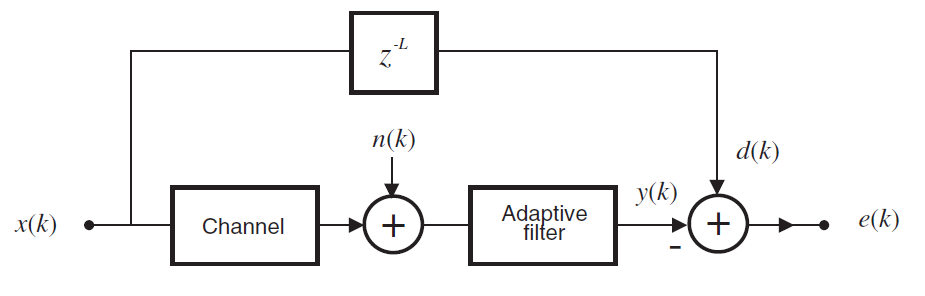 z^-L
n(k)
d(k)
y(k)
x(k)
Channel
+
Adaptive
filter
-
+
e(k)